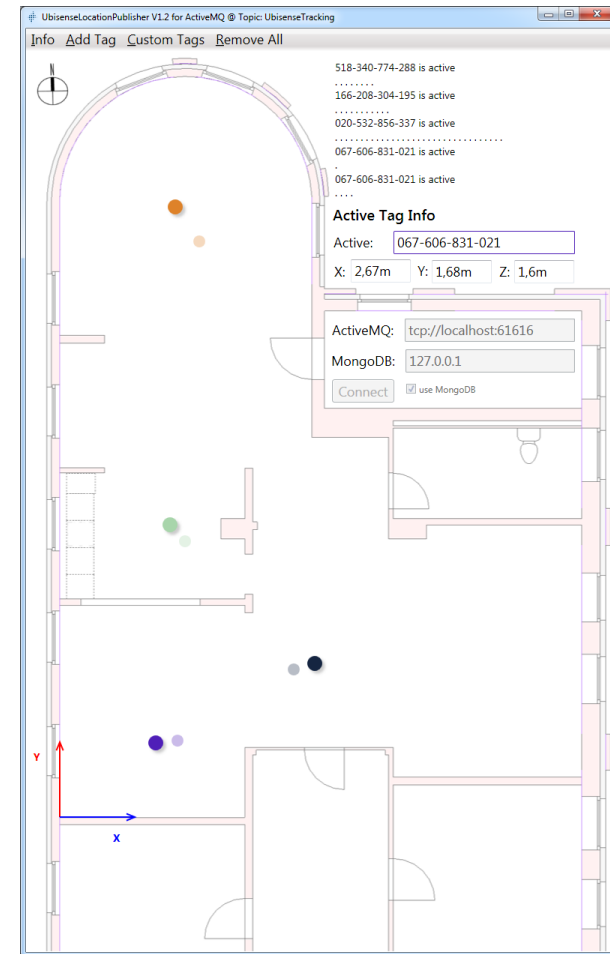 UbisenseLocationPublisher V1.2 for ActiveMQ @ Topic: UbisenseTracking
Info Add Tag Custom Tags Remove All
N
518-340-774-288 is active
. . . . . . . .
166-208-304-195 is active
. . . . . . . . . . .
020-532-856-337 is active
. . . . . . . . . . . . . . . . . . . . . . . . . . . . . . . . .
067-606-831-021 is active
.
067-606-831-021 is active
. . . .
Active Tag Info
Active: 067-606-831-021
X: 2,67m Y: 1,68m Z: 1,6m
ActiveMQ: tcp://localhost:61616
MongoDB: 127.0.0.1
Connect use MongoDB
Y
X